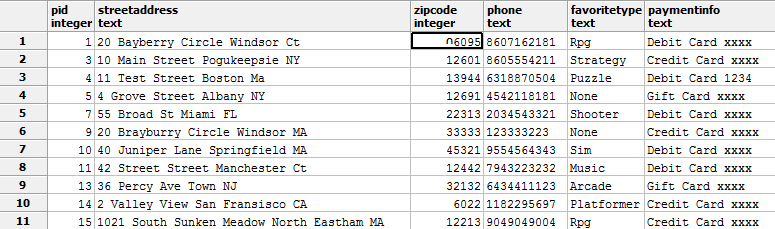 pid integer streetaddress text zipcode integer phone text favoritetype text paymentinfo text
1 1 20 Bayberry Circle Windsor Ct 06095 8607162181 Rpg Debit Card xxxx
2 3 10 Main Street Pogukeepsie NY 12601 8605554211 Strategy Credit Card xxxx
3 4 11 Test Street Boston Ma 13944 6318870504 Puzzle Debit Card 1234
4 5 4 Grove Street Albany NY 12691 4542118181 None Gift Card xxxx
5 7 55 Broad St Miami FL 22313 2034543321 Shooter Debit Card xxxx
6 9 20 Brayburry Circle Windsor MA 33333 123333223 None Credit Card xxxx
7 10 40 Juniper Lane Springfield MA 45321 9554564343 Sim Debit Card xxxx
8 11 42 Street Street Manchester Ct 12442 7943223232 Music Debit Card xxxx
9 13 36 Percy Ave Town NJ 32132 6434411123 Arcade Gift Card xxxx
10 14 2 Valley View San Fransisco CA 6022 1182295697 Platformer Credit Card xxxx
11 15 1021 South Sunken Meadow North Eastham MA 12213 9049049004 Rpg Credit Card xxxx